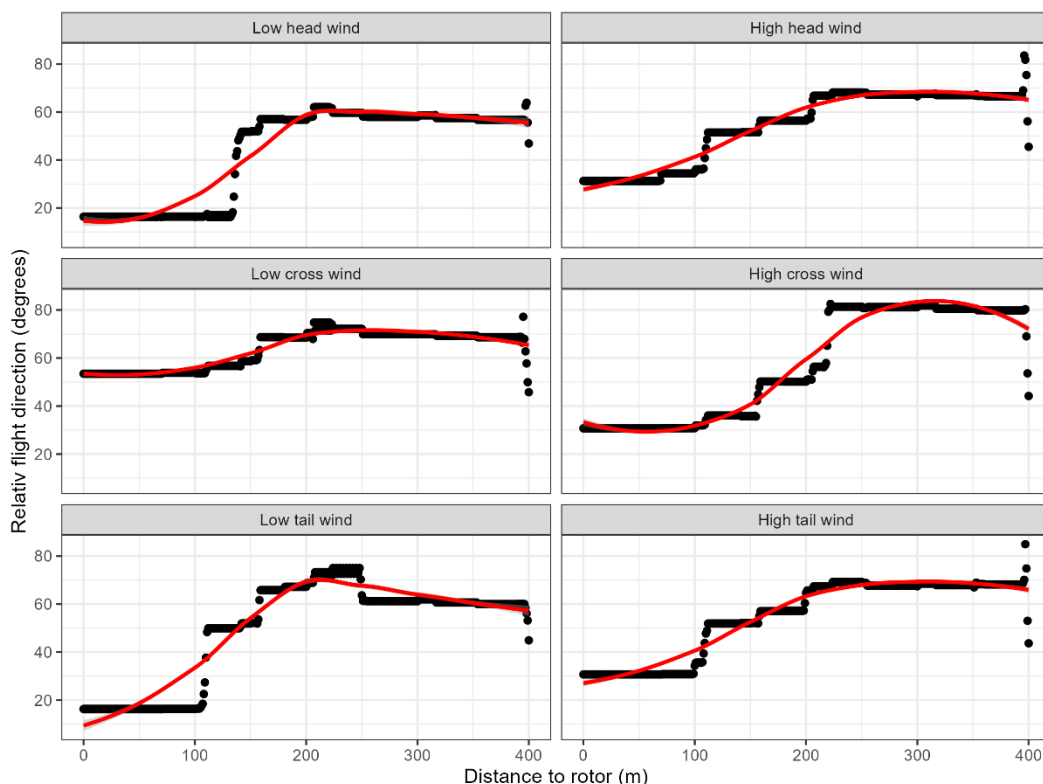 Low head wind
High head wind
80
60
40
20
Low cross wind
High cross wind
80
60
40
20
Low tail wind
High tail wind
80
60
40
20
0
100
200
300
400
0
100
200
300
400
Relativ flight direction (degrees)
Distance to rotor (m)